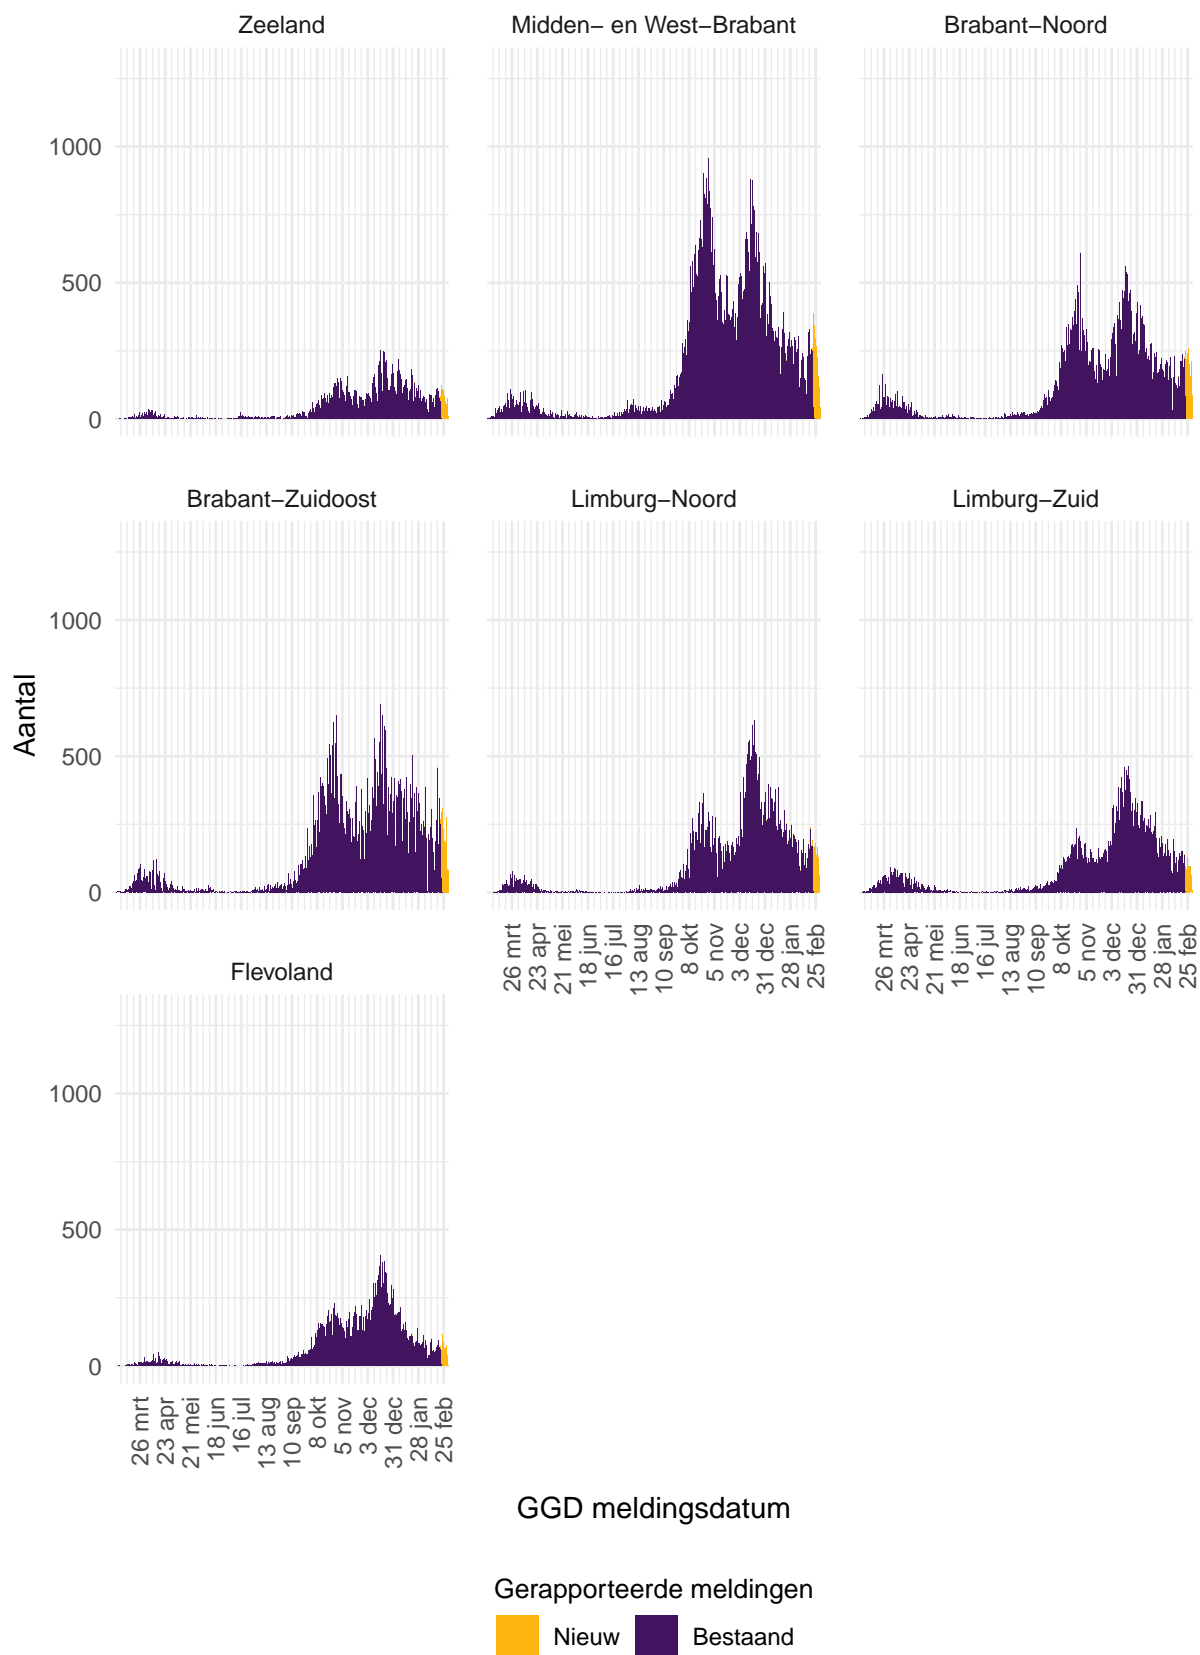 Zeeland
Midden− en West−Brabant
Brabant−Noord
1000
500
0
Brabant−Zuidoost
Limburg−Noord
Limburg−Zuid
1000
500
0
26 mrt
23 apr
21 mei
18 jun
16 jul
13 aug
10 sep
8 okt
5 nov
3 dec
31 dec
28 jan
25 feb
26 mrt
23 apr
21 mei
18 jun
16 jul
13 aug
10 sep
8 okt
5 nov
3 dec
31 dec
28 jan
25 feb
Flevoland
1000
500
0
26 mrt
23 apr
21 mei
18 jun
16 jul
13 aug
10 sep
8 okt
5 nov
3 dec
31 dec
28 jan
25 feb
Aantal
GGD meldingsdatum
Gerapporteerde meldingen
Nieuw
Bestaand